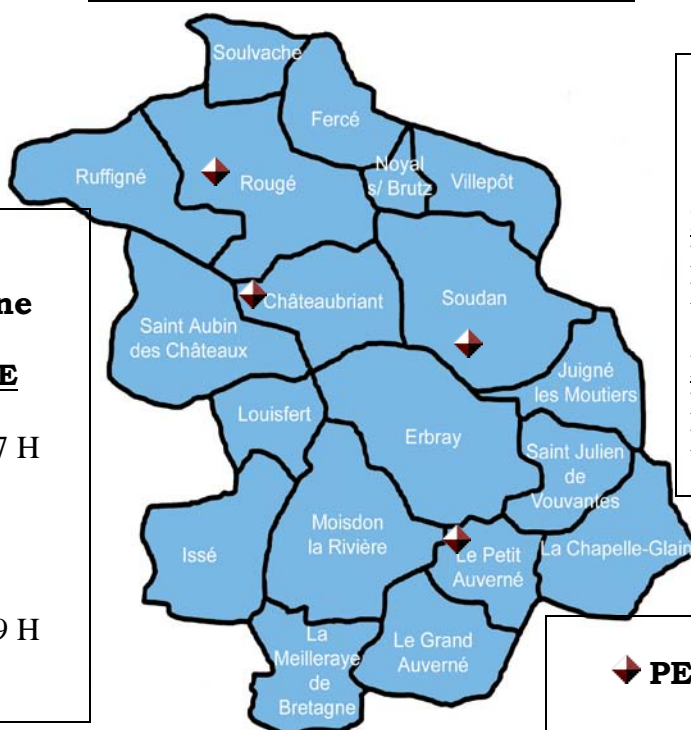 Soulvache
Fercé
Ruffigné
Rougé
Noyal
s/ Brutz
Villepôt
Châteaubriant
Soudan
Saint Aubin
des Châteaux
Juigné
les Moutiers
Louisfert
Erbray
Saint Julien
de
Vouvantes
Issé
Moisdon
la Rivière
Le Petit
Auverné
La Chapelle-Glain
La
Meilleraye
de
Bretagne
Le Grand
Auverné
ne
E
7 H
9 H
PE